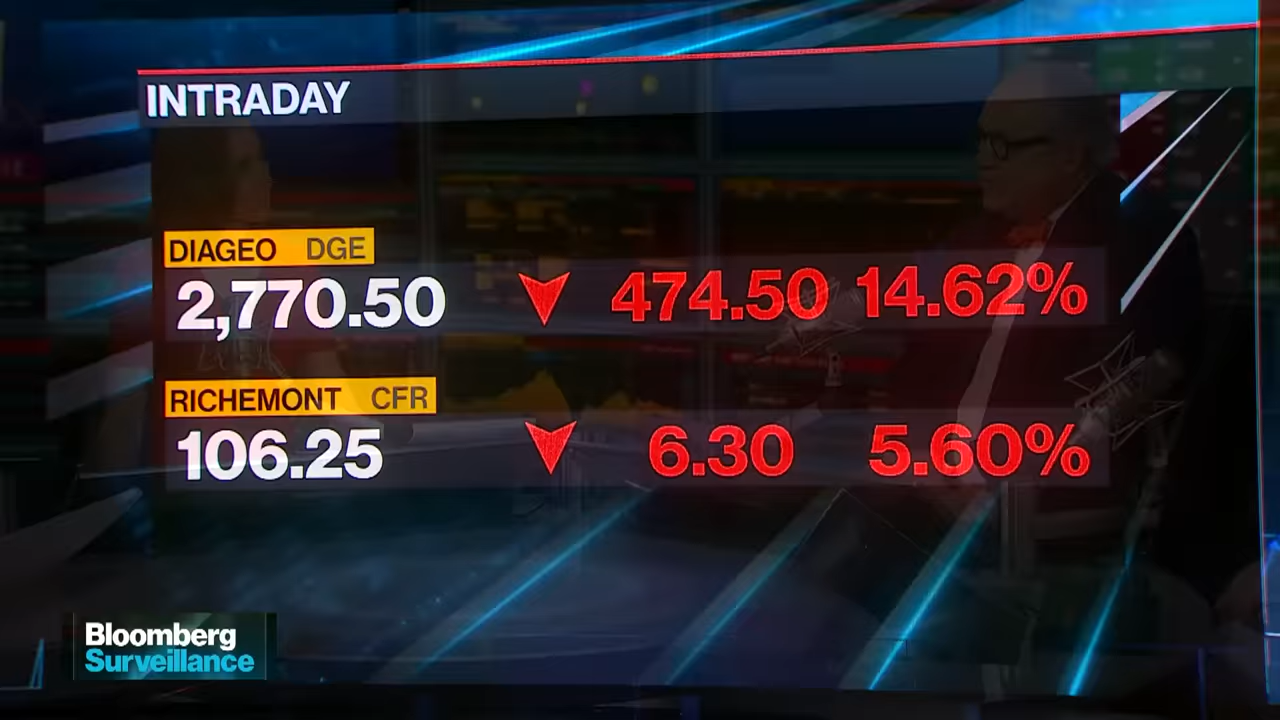 INTRADAY
DIAGEO DGE
2,770.50 474.50 14.62%
RICHEMONT CFR
106.25 6.30 5.60%
Bloomberg
Surveillance